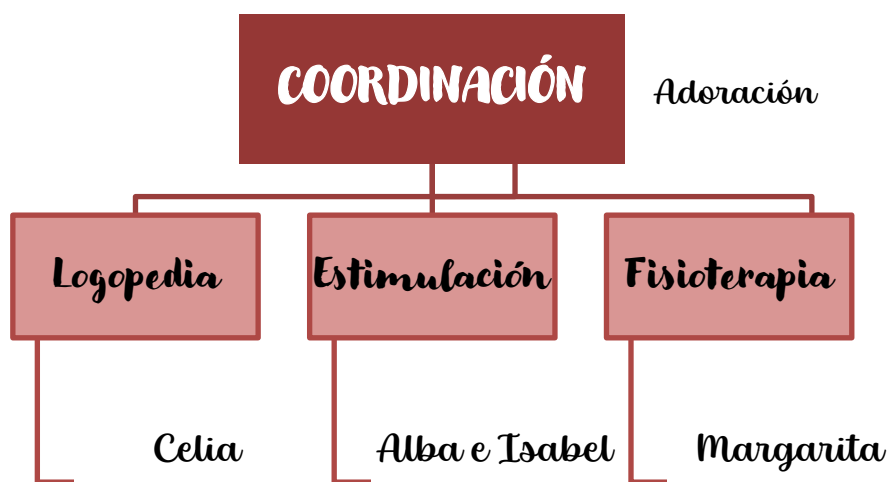 COORDINACIÓN
Adoración
Logopedia
Estimulación
Fisioterapia
Celia
Alba e Isabel
Margarita